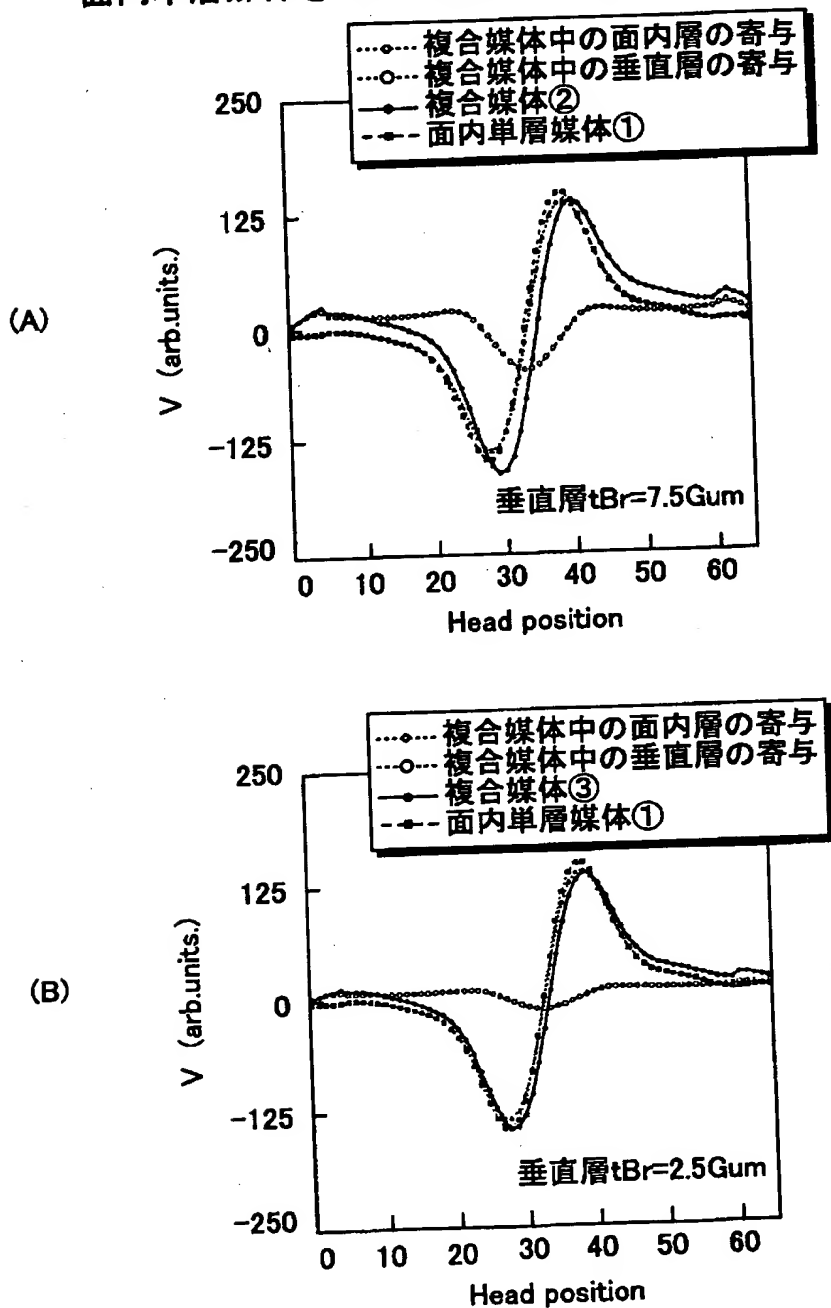 複合媒体中の面内層の寄与
複合媒体中の垂直層の寄与
複合媒体②
面内単層媒体①
250
125
0
-125
-250
V (arb.units.)
(A)
垂直層tBr=7.5Gum
0 10 20 30 40 50 60
Head position
複合媒体中の面内層の寄与
複合媒体中の垂直層の寄与
複合媒体③
面内単層媒体①
250
125
0
-125
-250
V (arb.units.)
(B)
垂直層tBr=2.5Gum
0 10 20 30 40 50 60
Head position